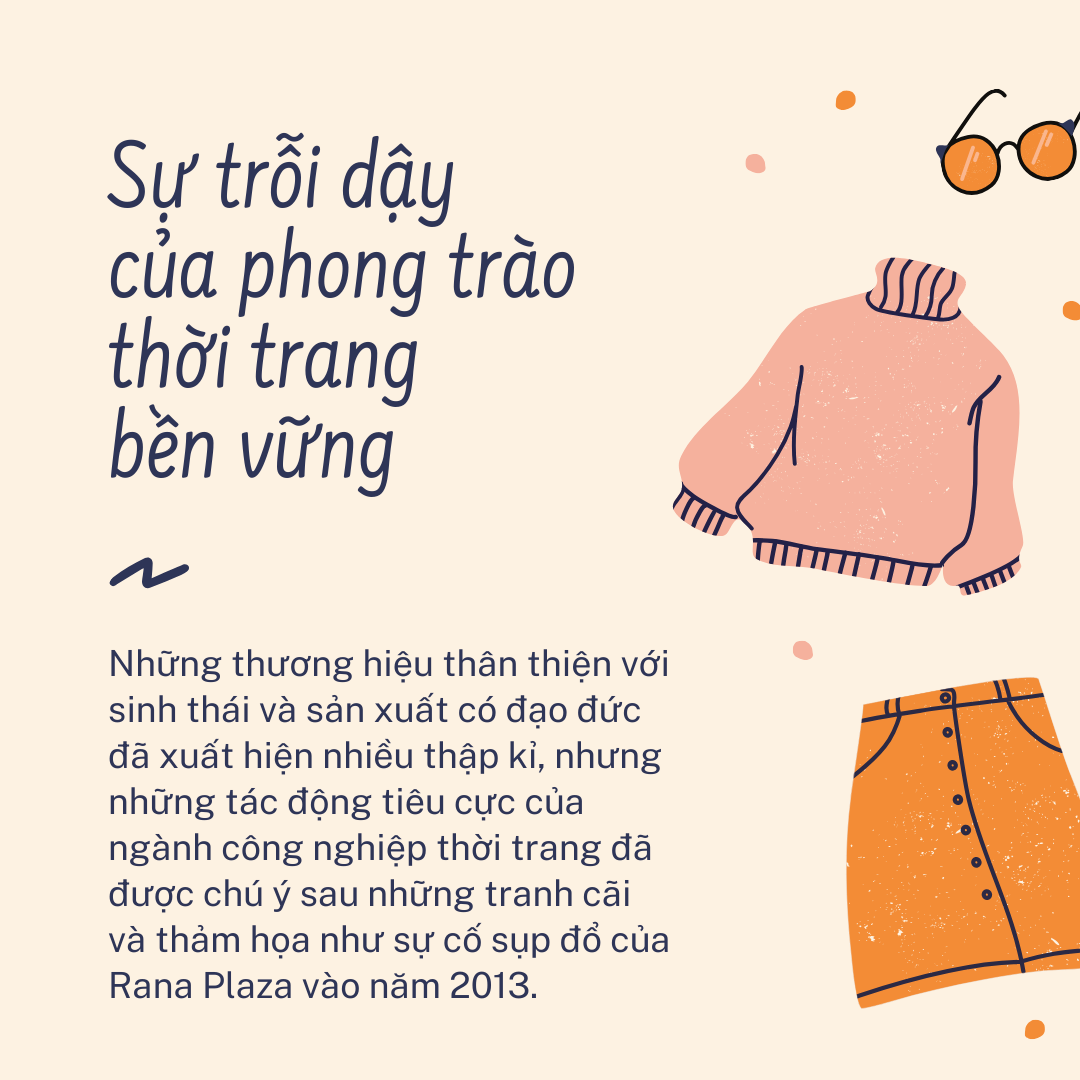 Sự trỗi dậy
của phong trào
thời trang
bền vững
Những thương hiệu thân thiện với
sinh thái và sản xuất có đạo đức
đã xuất hiện nhiều thập kỉ, nhưng
những tác động tiêu cực của
ngành công nghiệp thời trang đã
được chú ý sau những tranh cãi
và thảm họa như sự cố sụp đổ của
Rana Plaza vào năm 2013.